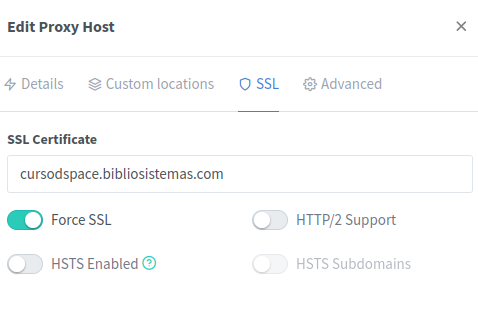 Edit Proxy Host
Details Custom locations SSL Advanced
SSL Certificate
cursodspace.bibliosistemas.com
Force SSL HTTP/2 Support
HSTS Enabled ? HSTS Subdomains